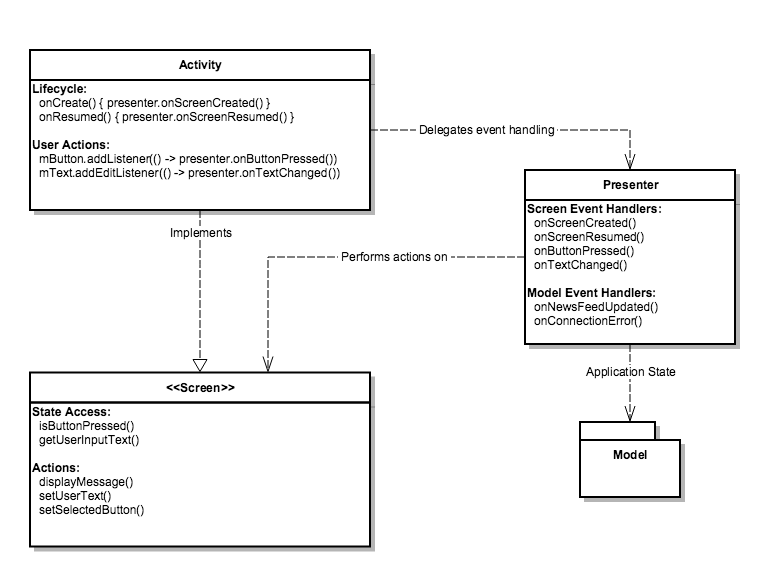 Activity
Lifecycle:
onCreate() { presenter.onScreenCreated() }
onResumed() { presenter.onScreenResumed() }
User Actions:
mButton.addListener(() -> presenter.onButtonPressed())
mText.addEditListener(() -> presenter.onTextChanged())
Delegates event handling
Presenter
Screen Event Handlers:
onScreenCreated()
onScreenResumed()
onButtonPressed()
onTextChanged()
Model Event Handlers:
onNewsFeedUpdated()
onConnectionError()
Implements
Performs actions on
Application State
<<Screen>>
State Access:
isButtonPressed()
getUserInputText()
Actions:
displayMessage()
setUserText()
setSelectedButton()
Model